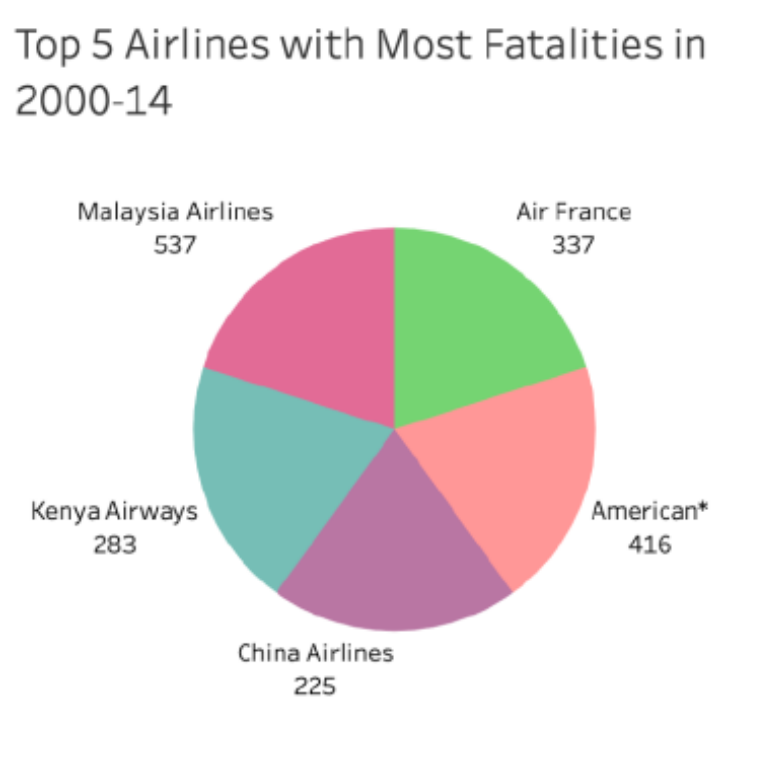 Top 5 Airlines with Most Fatalities in
2000-14
Malaysia Airlines
537
Air France
337
Kenya Airways
283
American*
416
China Airlines
225